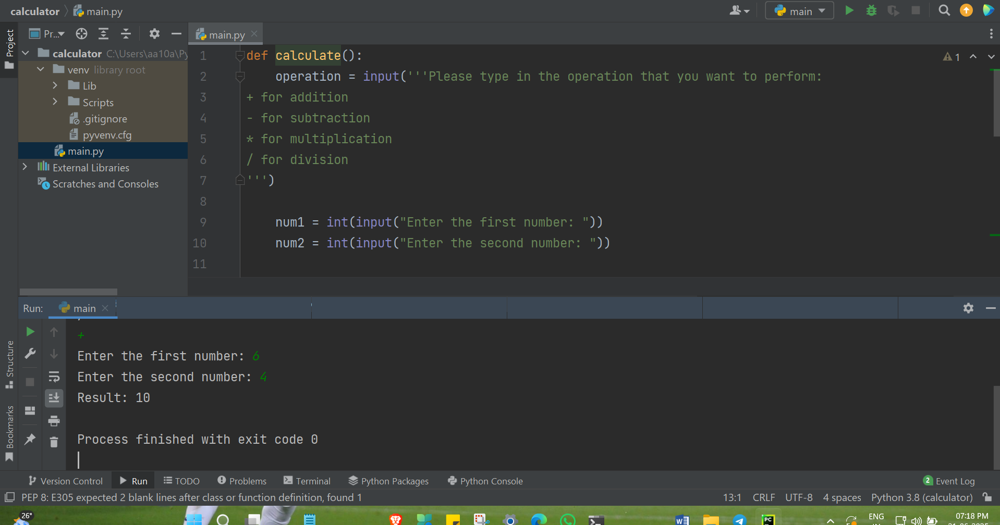 calculator main.py
main
Pr...
main.py
Project
calculator C:\Users\aa10a\Py
venv library root
Lib
Scripts
.gitignore
pyvenv.cfg
main.py
External Libraries
Scratches and Consoles
1 def calculate():
2 operation = input('''Please type in the operation that you want to perform:
3 + for addition
4 - for subtraction
5 * for multiplication
6 / for division
7 ''')
8
9 num1 = int(input("Enter the first number: "))
10 num2 = int(input("Enter the second number: "))
11
1
Run: main
+
Enter the first number: 6
Enter the second number: 4
Result: 10
Process finished with exit code 0
Structure
Bookmarks
Version Control Run TODO Problems Terminal Python Packages Python Console 2 Event Log
PEP 8: E305 expected 2 blank lines after class or function definition, found 1 13:1 CRLF UTF-8 4 spaces Python 3.8 (calculator)
26°
PC
ENG
07:18 PM